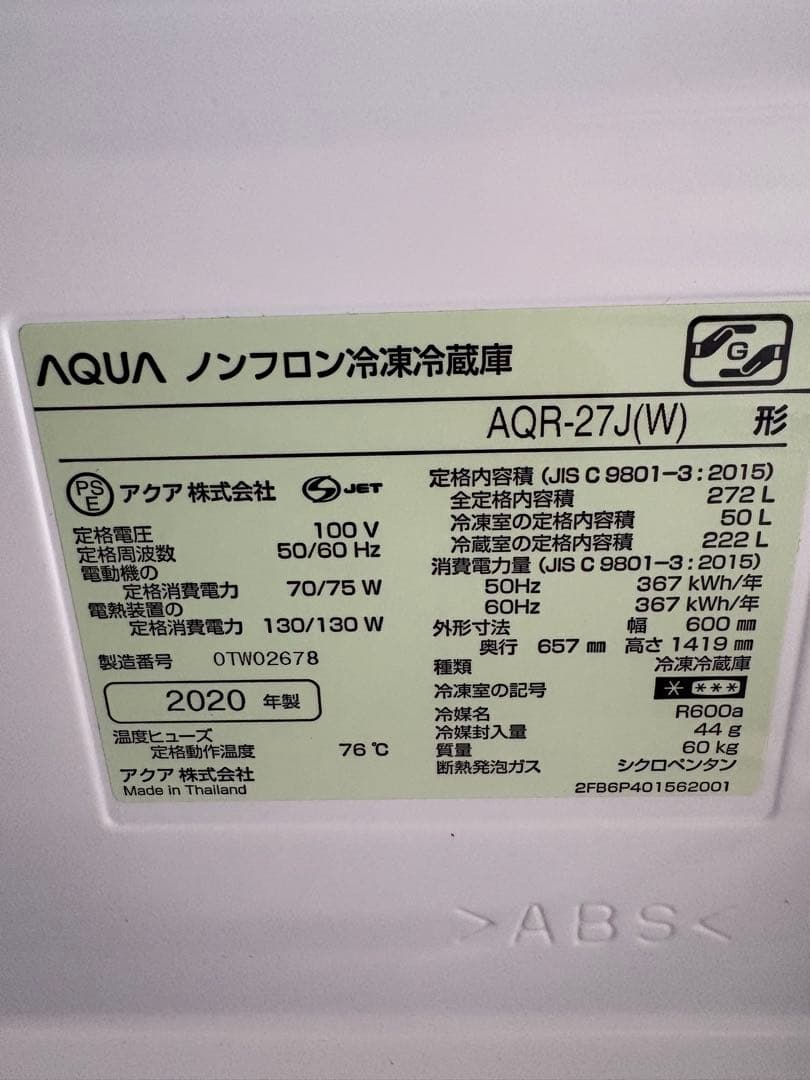 AQUA ノンフロン冷凍冷蔵庫
G
AQR-27J(W) 形
PSE アクア株式会社 S JET
定格電圧 100 V
定格周波数 50/60 Hz
電動機の
定格消費電力 70/75 W
電熱装置の
定格消費電力 130/130 W
製造番号 0TW02678
2020 年製
温度ヒューズ
定格動作温度 76℃
アクア株式会社
Made in Thailand
定格内容積 (JIS C 9801-3:2015)
全定格内容積 272 L
冷凍室の定格内容積 50 L
冷蔵室の定格内容積 222 L
消費電力量 (JIS C 9801-3:2015)
50Hz 367 kWh/年
60Hz 367 kWh/年
外形寸法 幅 600 mm
奥行 657 mm 高さ 1419 mm
種類 冷凍冷蔵庫
冷凍室の記号 * ***
冷媒名 R600a
冷媒封入量 44 g
質量 60 kg
断熱発泡ガス シクロペンタン
2FB6P401562001
>ABS<